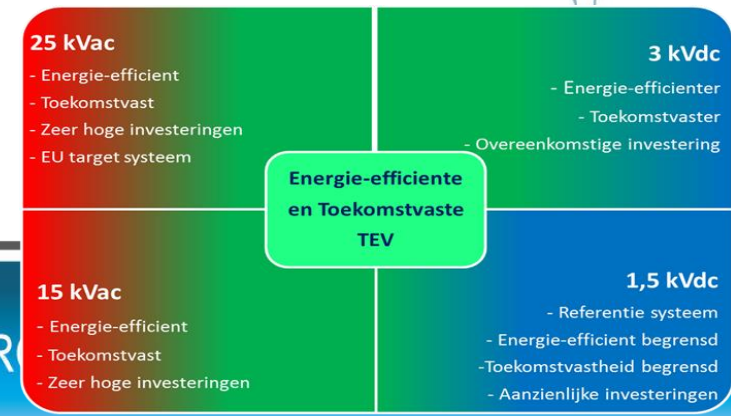 25 kVac
- Energie-efficient
- Toekomstvast
- Zeer hoge investeringen
- EU target systeem
3 kVdc
- Energie-efficienter
- Toekomstvaster
- Overeenkomstige investering
Energie-efficiente
en Toekomstvaste
TEV
15 kVac
- Energie-efficient
- Toekomstvast
- Zeer hoge investeringen
1,5 kVdc
- Referentie systeem
- Energie-efficient begrensd
-Toekomstvastheid begrensd
- Aanzienlijke investeringen